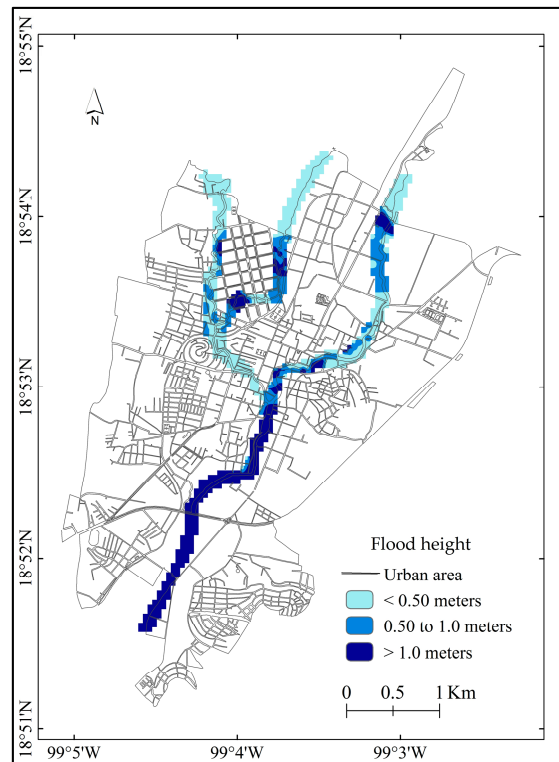 18°55'N
18°54'N
18°53'N
18°52'N
18°51'N
N
Flood height
Urban area
< 0.50 meters
0.50 to 1.0 meters
> 1.0 meters
0 0.5 1 Km
99°5'W 99°4'W 99°3'W